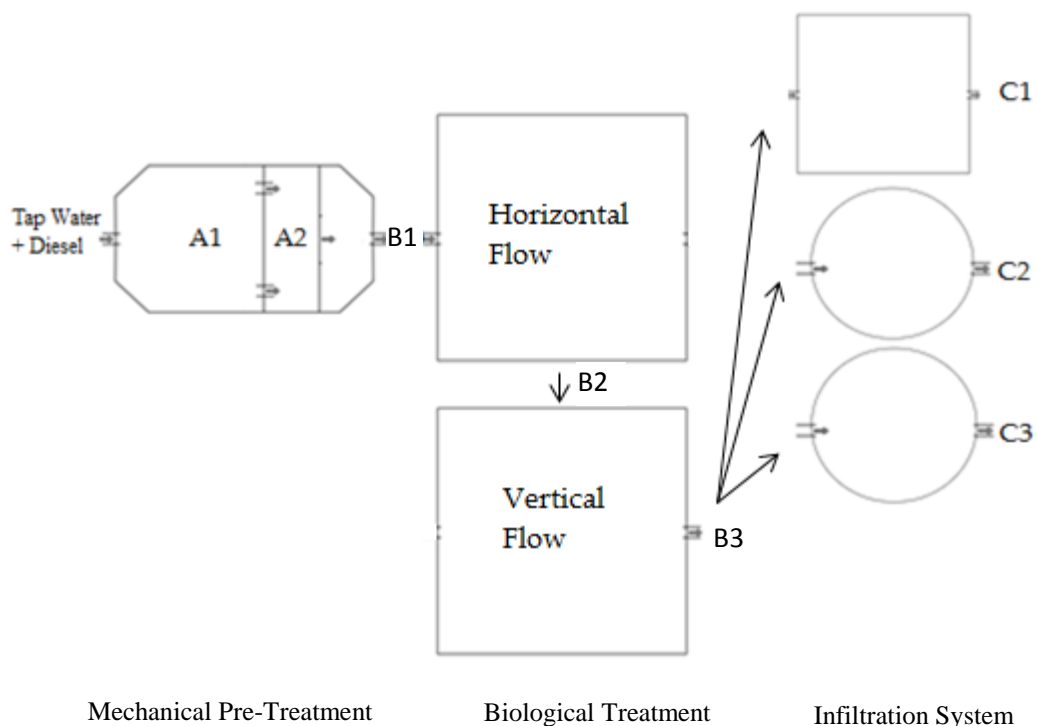 Tap Water
+ Diesel
A1
A2
B1
Horizontal
Flow
B2
Vertical
Flow
B3
C1
C2
C3
Mechanical Pre-Treatment
Biological Treatment
Infiltration System